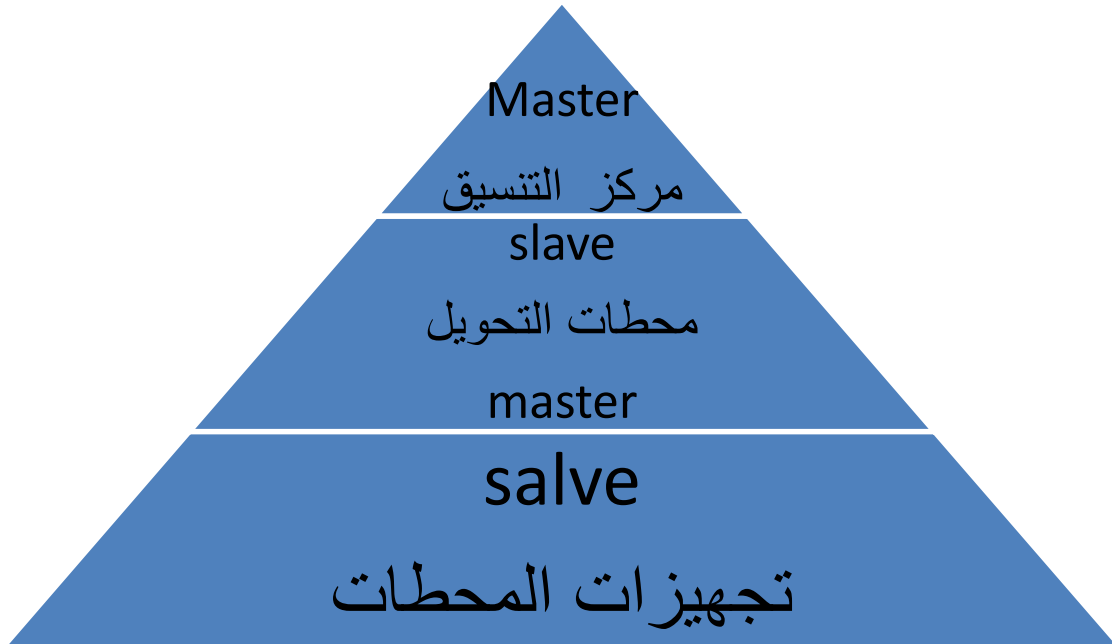 Master
مركز التنسيق
slave
محطات التحويل
master
salve
تجهيزات المحطات